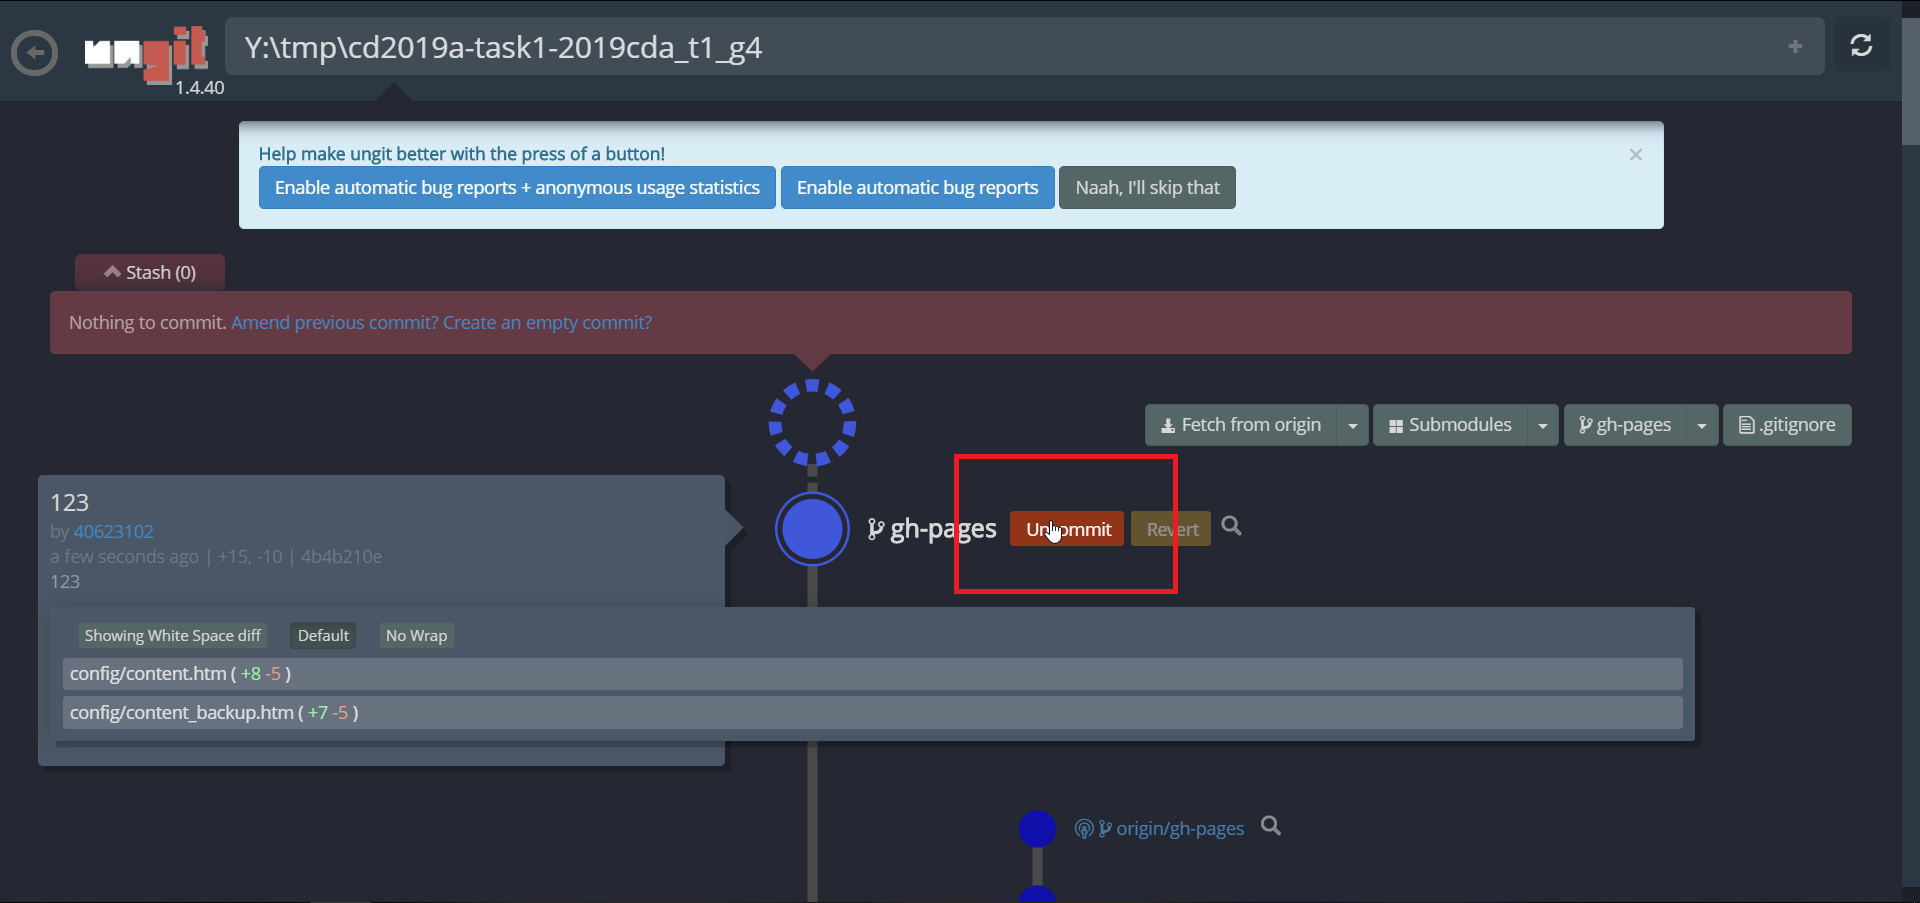 ungit
Y:\tmp\cd2019a-task1-2019cda_t1_g4
1.4.40
Help make ungit better with the press of a button!
Enable automatic bug reports + anonymous usage statistics Enable automatic bug reports Naah, I'll skip that
Stash (0)
Nothing to commit. Amend previous commit? Create an empty commit?
Fetch from origin Submodules gh-pages .gitignore
123
by 40623102
a few seconds ago | +15, -10 | 4b4b210e
123
gh-pages Uncommit Revert
Showing White Space diff Default No Wrap
config/content.htm ( +8 -5 )
config/content_backup.htm ( +7 -5 )
origin/gh-pages